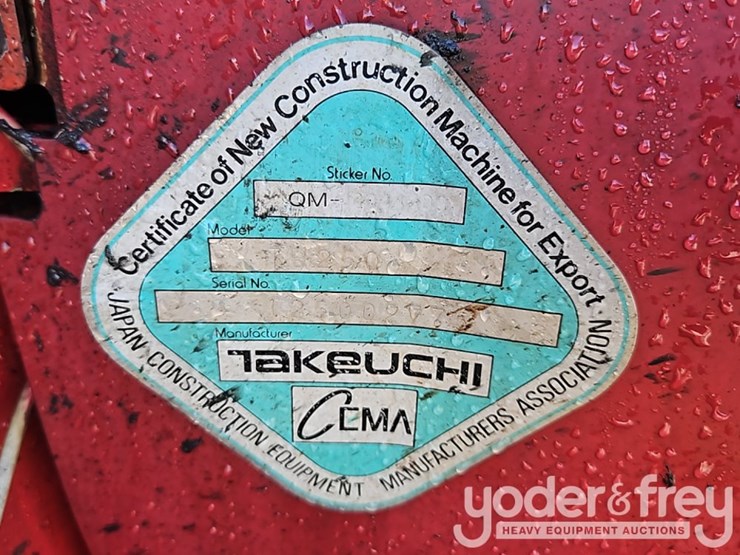 Certificate of New Construction Machine for Export
Sticker No.
QM-
Model
Serial No.
Manufacturer
TAKEUCHI
CEMA
JAPAN CONSTRUCTION EQUIPMENT MANUFACTURERS ASSOCIATION
yoder&frey
HEAVY EQUIPMENT AUCTIONS